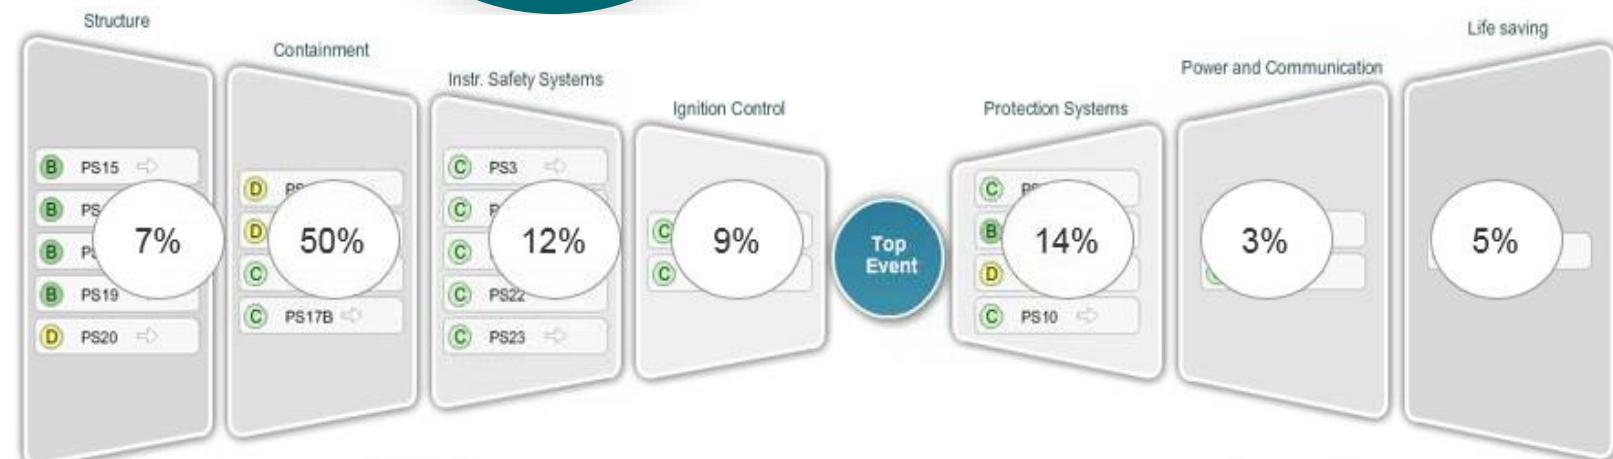 Structure
Containment
Instr. Safety Systems
Ignition Control
Protection Systems
Power and Communication
Life saving
B PS15
B
B
B PS19
D PS20
7%
D
D
C
C PS17B
50%
C PS3
C
C
C PS22
C PS23
12%
C
C
9%
Top
Event
C
B
D
C PS10
14%
3%
5%